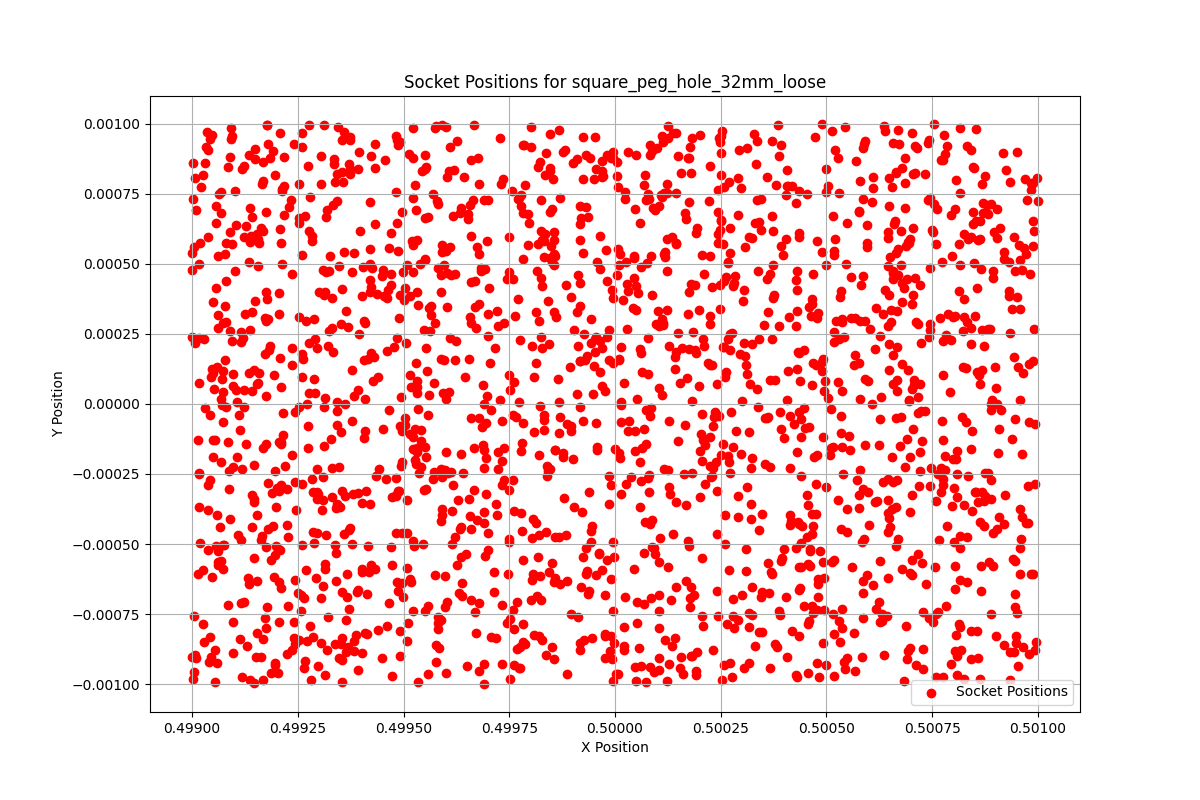 Socket Positions for square_peg_hole_32mm_loose
Y Position
0.00100
0.00075
0.00050
0.00025
0.00000
−0.00025
−0.00050
−0.00075
−0.00100
Socket Positions
0.49900 0.49925 0.49950 0.49975 0.50000 0.50025 0.50050 0.50075 0.50100
X Position